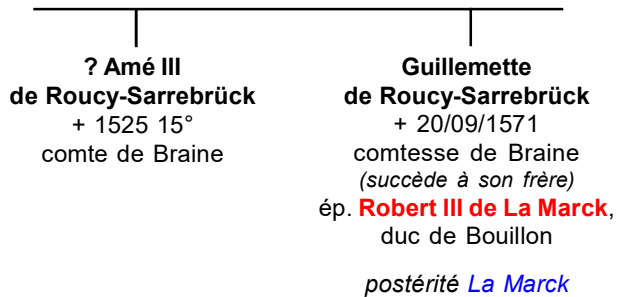 ? Amé III
de Roucy-Sarrebrück
+ 1525 15°
comte de Braine
Guillemette
de Roucy-Sarrebrück
+ 20/09/1571
comtesse de Braine
(succède à son frère)
ép. Robert III de La Marck,
duc de Bouillon
postérité La Marck